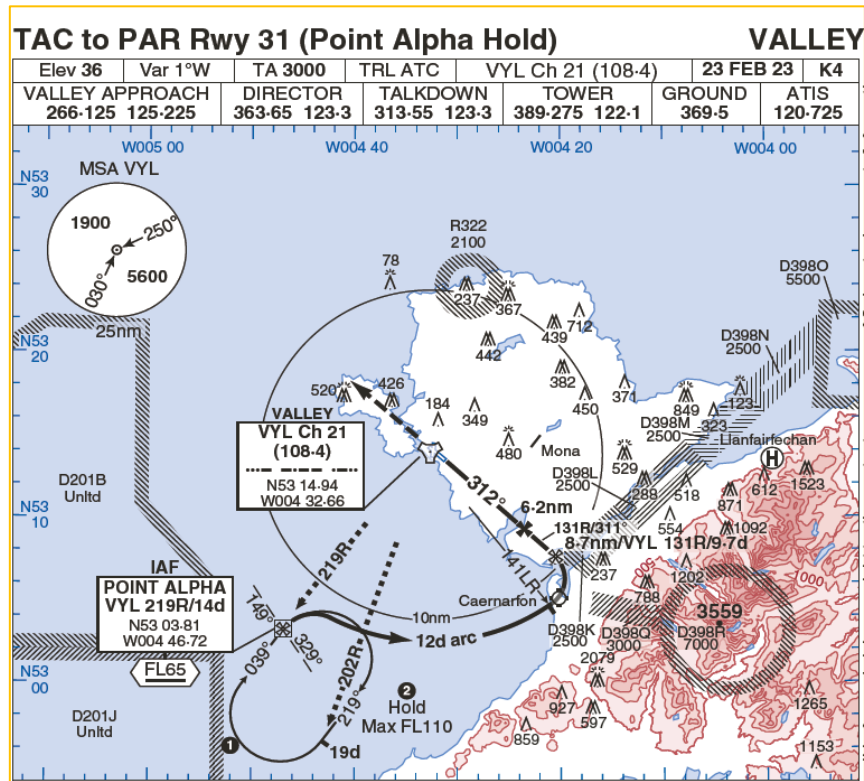 TAC to PAR Rwy 31 (Point Alpha Hold) VALLEY
Elev 36 Var 1°W TA 3000 TRL ATC VYL Ch 21 (108·4) 23 FEB 23 K4
VALLEY APPROACH DIRECTOR TALKDOWN TOWER GROUND ATIS
266·125 125·225 363·65 123·3 313·55 123·3 389·275 122·1 369·5 120·725
W005 00 W004 40 W004 20 W004 00
MSA VYL
N53
30
1900
250°
5600
030°
25nm
R322
2100
78
237
367
D398O
5500
712
439
442
D398N
2500
N53
20
382
371
520
426
450
849
123
323
184
349
D398M
2500
VALLEY
VYL Ch 21
(108·4)
N53 14·94
W004 32·66
480
Mona
529
Llanfairfechan
H
D201B
Unltd
D398L
2500
288
518
612
1523
312°
871
N53
10
6·2nm
554
1092
131R/311°
8·7nm/VYL 131R/9·7d
219R
141LR
237
1202
000
IAF
POINT ALPHA
VYL 219R/14d
N53 03·81
W004 46·72
FL65
149°
329°
039°
Caernarfon
788
10nm
12d arc
3559
D398K
2500
D398Q
3000
D398R
7000
202R
219°
2079
N53
00
2
Hold
Max FL110
D201J
Unltd
927
597
859
1265
1153
1
19d